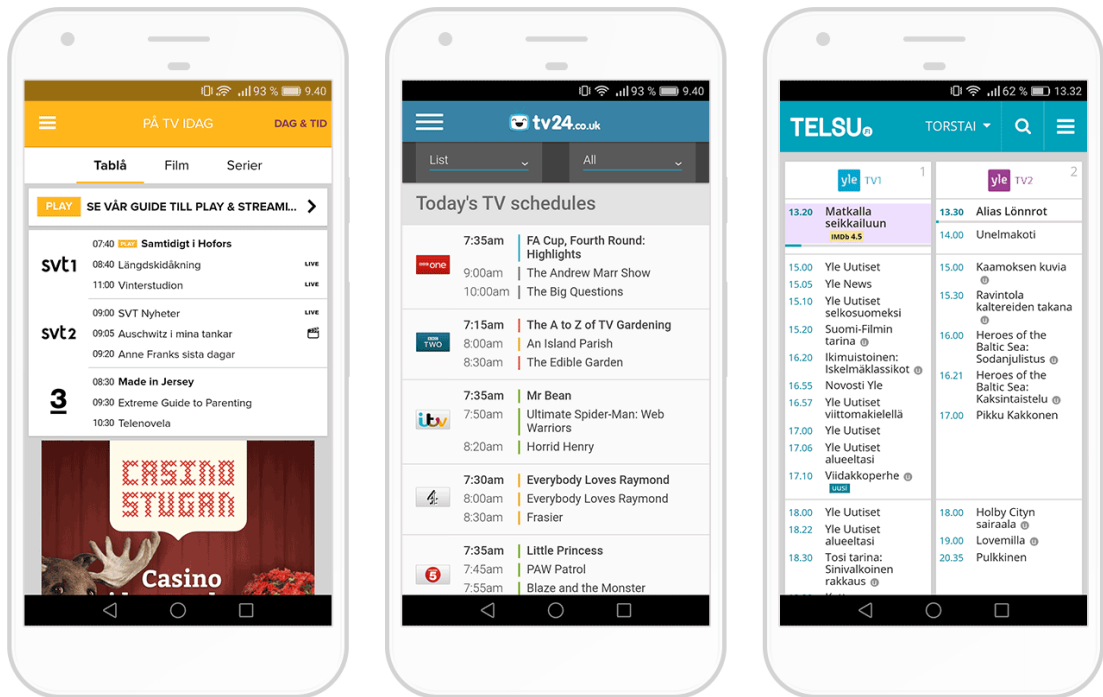 93 % 9.40
PÅ TV IDAG DAG & TID
Tablå Film Serier
PLAY SE VÅR GUIDE TILL PLAY & STREAMI...
svt1
07:40 PLAY Samtidigt i Hofors
08:40 Längdskidåkning LIVE
11:00 Vinterstudion LIVE
svt2
09:00 SVT Nyheter LIVE
09:05 Auschwitz i mina tankar
09:20 Anne Franks sista dagar
3
08:30 Made in Jersey
09:30 Extreme Guide to Parenting
10:30 Telenovela
CASINO
STUGAN
Casino
93 % 9.40
tv24.co.uk
List All
Today's TV schedules
BBC one
7:35am FA Cup, Fourth Round:
Highlights
9:00am The Andrew Marr Show
10:00am The Big Questions
BBC
TWO
7:15am The A to Z of TV Gardening
8:00am An Island Parish
8:30am The Edible Garden
itv
7:35am Mr Bean
7:50am Ultimate Spider-Man: Web
Warriors
8:20am Horrid Henry
4
7:30am Everybody Loves Raymond
8:00am Everybody Loves Raymond
8:30am Frasier
5
7:35am Little Princess
7:45am PAW Patrol
7:55am Blaze and the Monster
62 % 13.32
TELSU.fi TORSTAI
yle TV1 1
13.20 Matkalla
seikkailuun
IMDb 4.5
15.00 Yle Uutiset
15.05 Yle News
15.10 Yle Uutiset
selkosuomeksi
15.20 Suomi-Filmin
tarina u
16.20 Ikimuistoinen:
Iskelmäklassikot u
16.55 Novosti Yle
16.57 Yle Uutiset
viittomakielellä
17.00 Yle Uutiset
17.06 Yle Uutiset
alueeltasi
17.10 Viidakkoperhe u
uusi
18.00 Yle Uutiset
18.22 Yle Uutiset
alueeltasi
18.30 Tosi tarina:
Sinivalkoinen
rakkaus u
yle TV2 2
13.30 Alias Lönnrot
14.00 Unelmakoti
15.00 Kaamoksen kuvia
u
15.30 Ravintola
kaltereiden takana
u
16.00 Heroes of the
Baltic Sea:
Sodanjulistus u
16.21 Heroes of the
Baltic Sea:
Kaksintaistelu u
17.00 Pikku Kakkonen
18.00 Holby Cityn
sairaala u
19.00 Lovemilla u
20.35 Pulkkinen